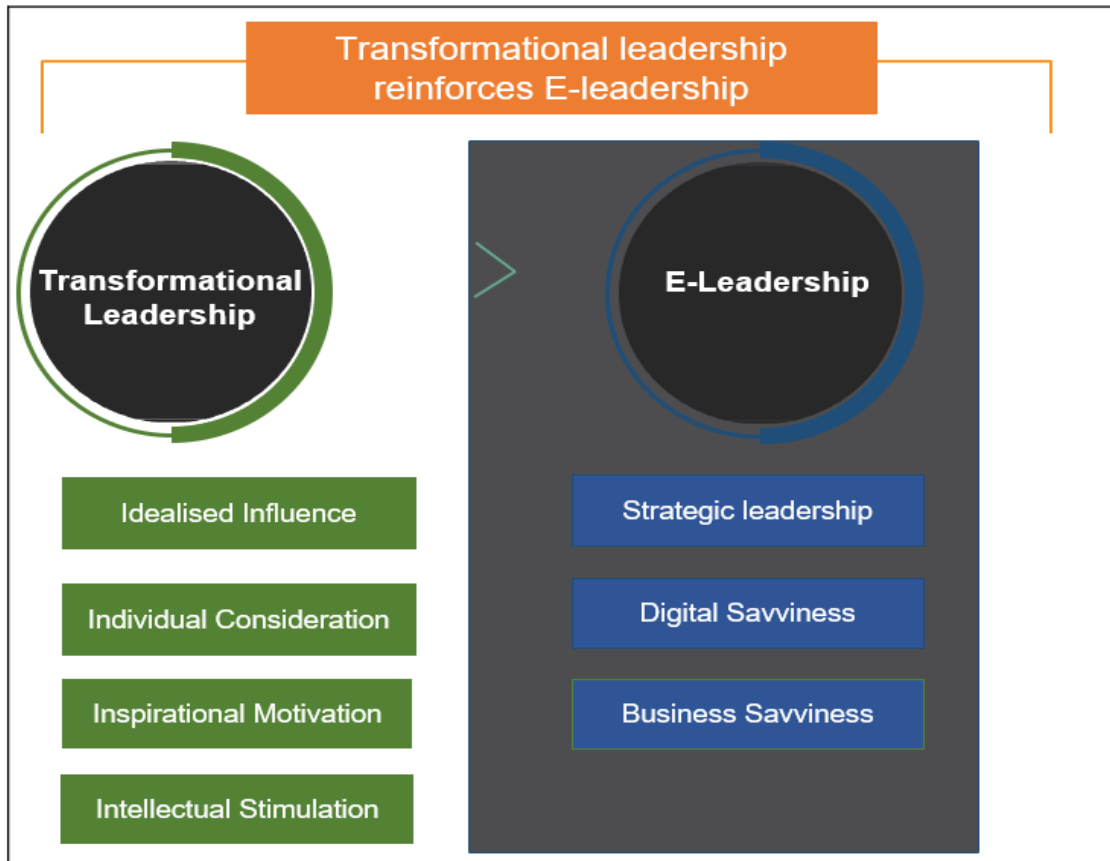 Transformational leadership
reinforces E-leadership
Transformational
Leadership
E-Leadership
Idealised Influence
Individual Consideration
Inspirational Motivation
Intellectual Stimulation
Strategic leadership
Digital Savviness
Business Savviness